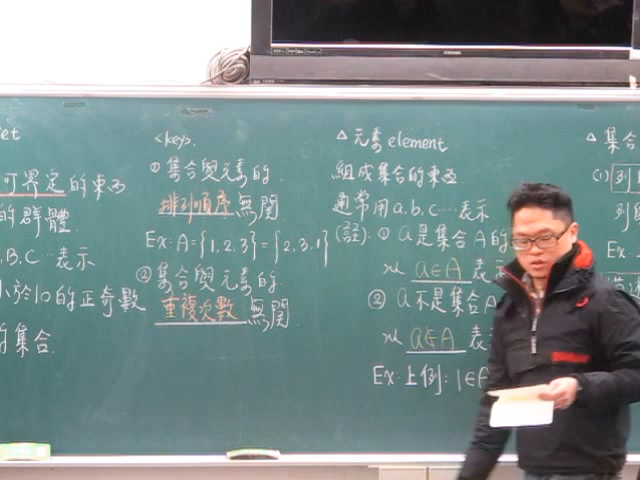 et
可界定的東西
的群體.
B,C…表示
小於10的正奇數
的集合.
<key>.
① 集合與元素的
排列順序無關.
Ex: A={1,2,3}={2,3,1}
② 集合與元素的.
重複次數 無關
△ 元素 element
組成集合的東西
通常用a,b,c…表示
(註): ① a是集合A的
以 a∈A 表示
② a不是集合A
以 a∉A 表
Ex: 上例: 1∈A
△ 集合
(1) 列
列
Ex: